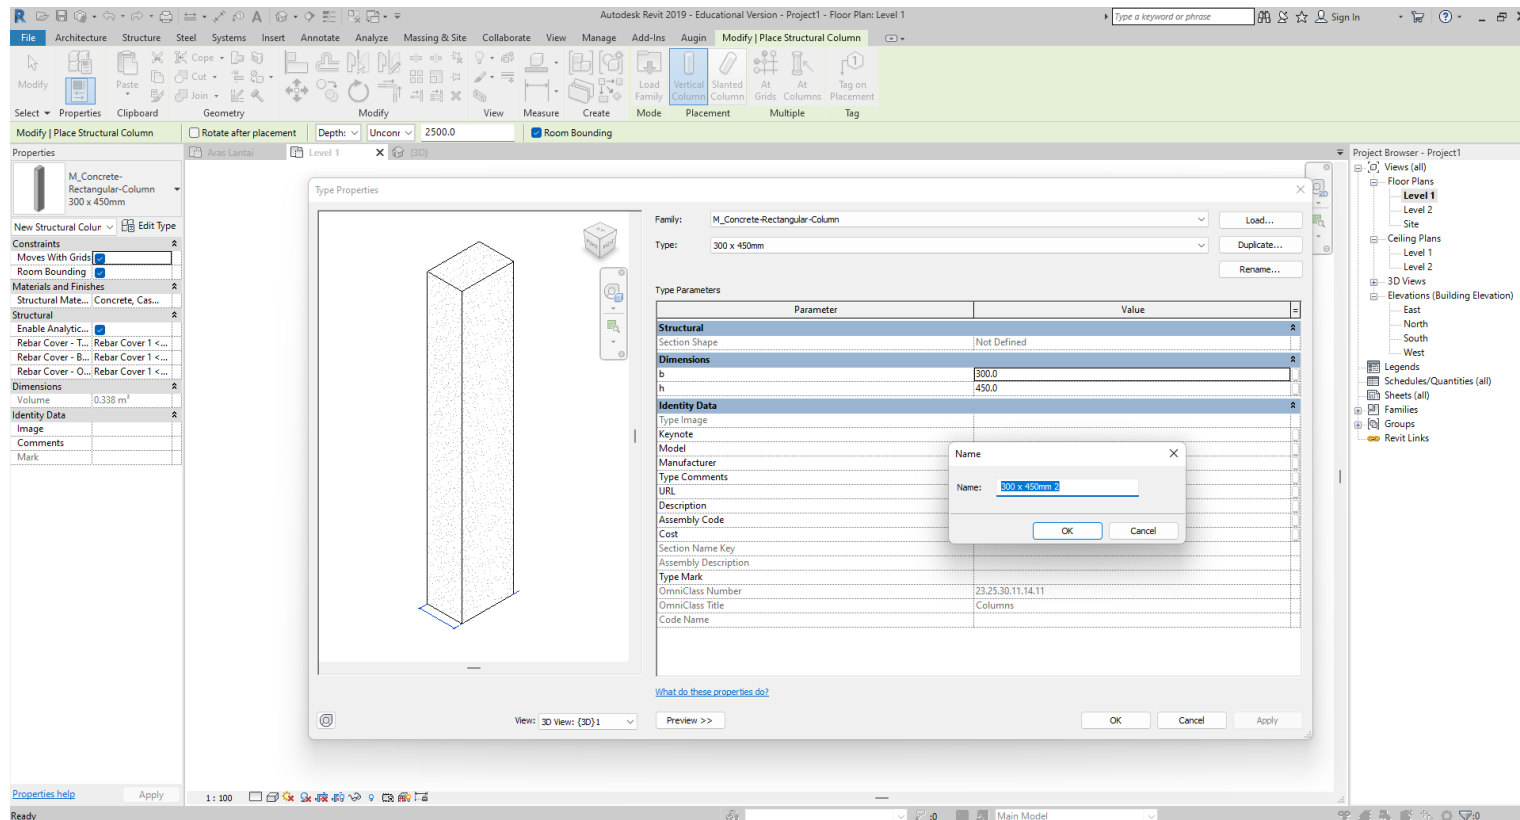 Autodesk Revit 2019 - Educational Version - Project1 - Floor Plan: Level 1
Type a keyword or phrase
Sign In
File Architecture Structure Steel Systems Insert Annotate Analyze Massing & Site Collaborate View Manage Add-Ins Augin Modify | Place Structural Column
Modify
Paste
Cope
Cut
Join
Load Family
Vertical Column
Slanted Column
At Grids
At Columns
Tag on Placement
Select Properties Clipboard Geometry Modify View Measure Create Mode Placement Multiple Tag
Modify | Place Structural Column Rotate after placement Depth: Unconr 2500.0 Room Bounding
Properties
Aras Lantai Level 1 {3D}
M_Concrete-
Rectangular-Column
300 x 450mm
New Structural Colur Edit Type
Constraints
Moves With Grids
Room Bounding
Materials and Finishes
Structural Mate... Concrete, Cas...
Structural
Enable Analytic...
Rebar Cover - T... Rebar Cover 1 <...
Rebar Cover - B... Rebar Cover 1 <...
Rebar Cover - O... Rebar Cover 1 <...
Dimensions
Volume 0.338 m³
Identity Data
Image
Comments
Mark
Properties help Apply
Type Properties
Family: M_Concrete-Rectangular-Column Load...
Type: 300 x 450mm Duplicate...
Rename...
Type Parameters
Parameter Value =
Structural
Section Shape Not Defined
Dimensions
b 300.0
h 450.0
Identity Data
Type Image
Keynote
Model
Manufacturer
Type Comments
URL
Description
Assembly Code
Cost
Section Name Key
Assembly Description
Type Mark
OmniClass Number 23.25.30.11.14.11
OmniClass Title Columns
Code Name
What do these properties do?
View: 3D View: {3D}1 Preview >> OK Cancel Apply
Name
Name: 300 x 450mm 2
OK Cancel
2D
Project Browser - Project1
Views (all)
Floor Plans
Level 1
Level 2
Site
Ceiling Plans
Level 1
Level 2
3D Views
Elevations (Building Elevation)
East
North
South
West
Legends
Schedules/Quantities (all)
Sheets (all)
Families
Groups
Revit Links
1 : 100
Ready
:0
Main Model
:0